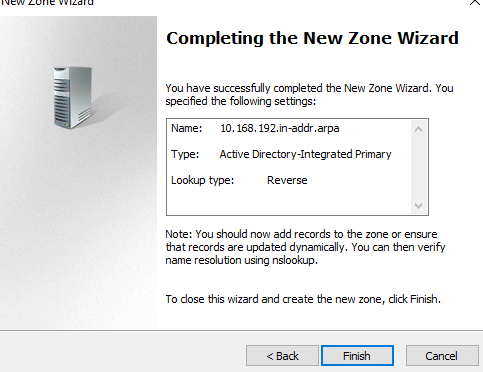 New Zone Wizard
Completing the New Zone Wizard
You have successfully completed the New Zone Wizard. You
specified the following settings:
Name: 10.168.192.in-addr.arpa
Type: Active Directory-Integrated Primary
Lookup type: Reverse
Note: You should now add records to the zone or ensure
that records are updated dynamically. You can then verify
name resolution using nslookup.
To close this wizard and create the new zone, click Finish.
< Back
Finish
Cancel